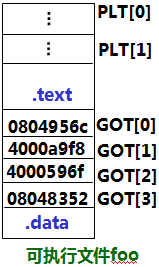 ⋮ PLT[0]
⋮ PLT[1]
.text
0804956c GOT[0]
4000a9f8 GOT[1]
4000596f GOT[2]
08048352 GOT[3]
.data
可执行文件foo